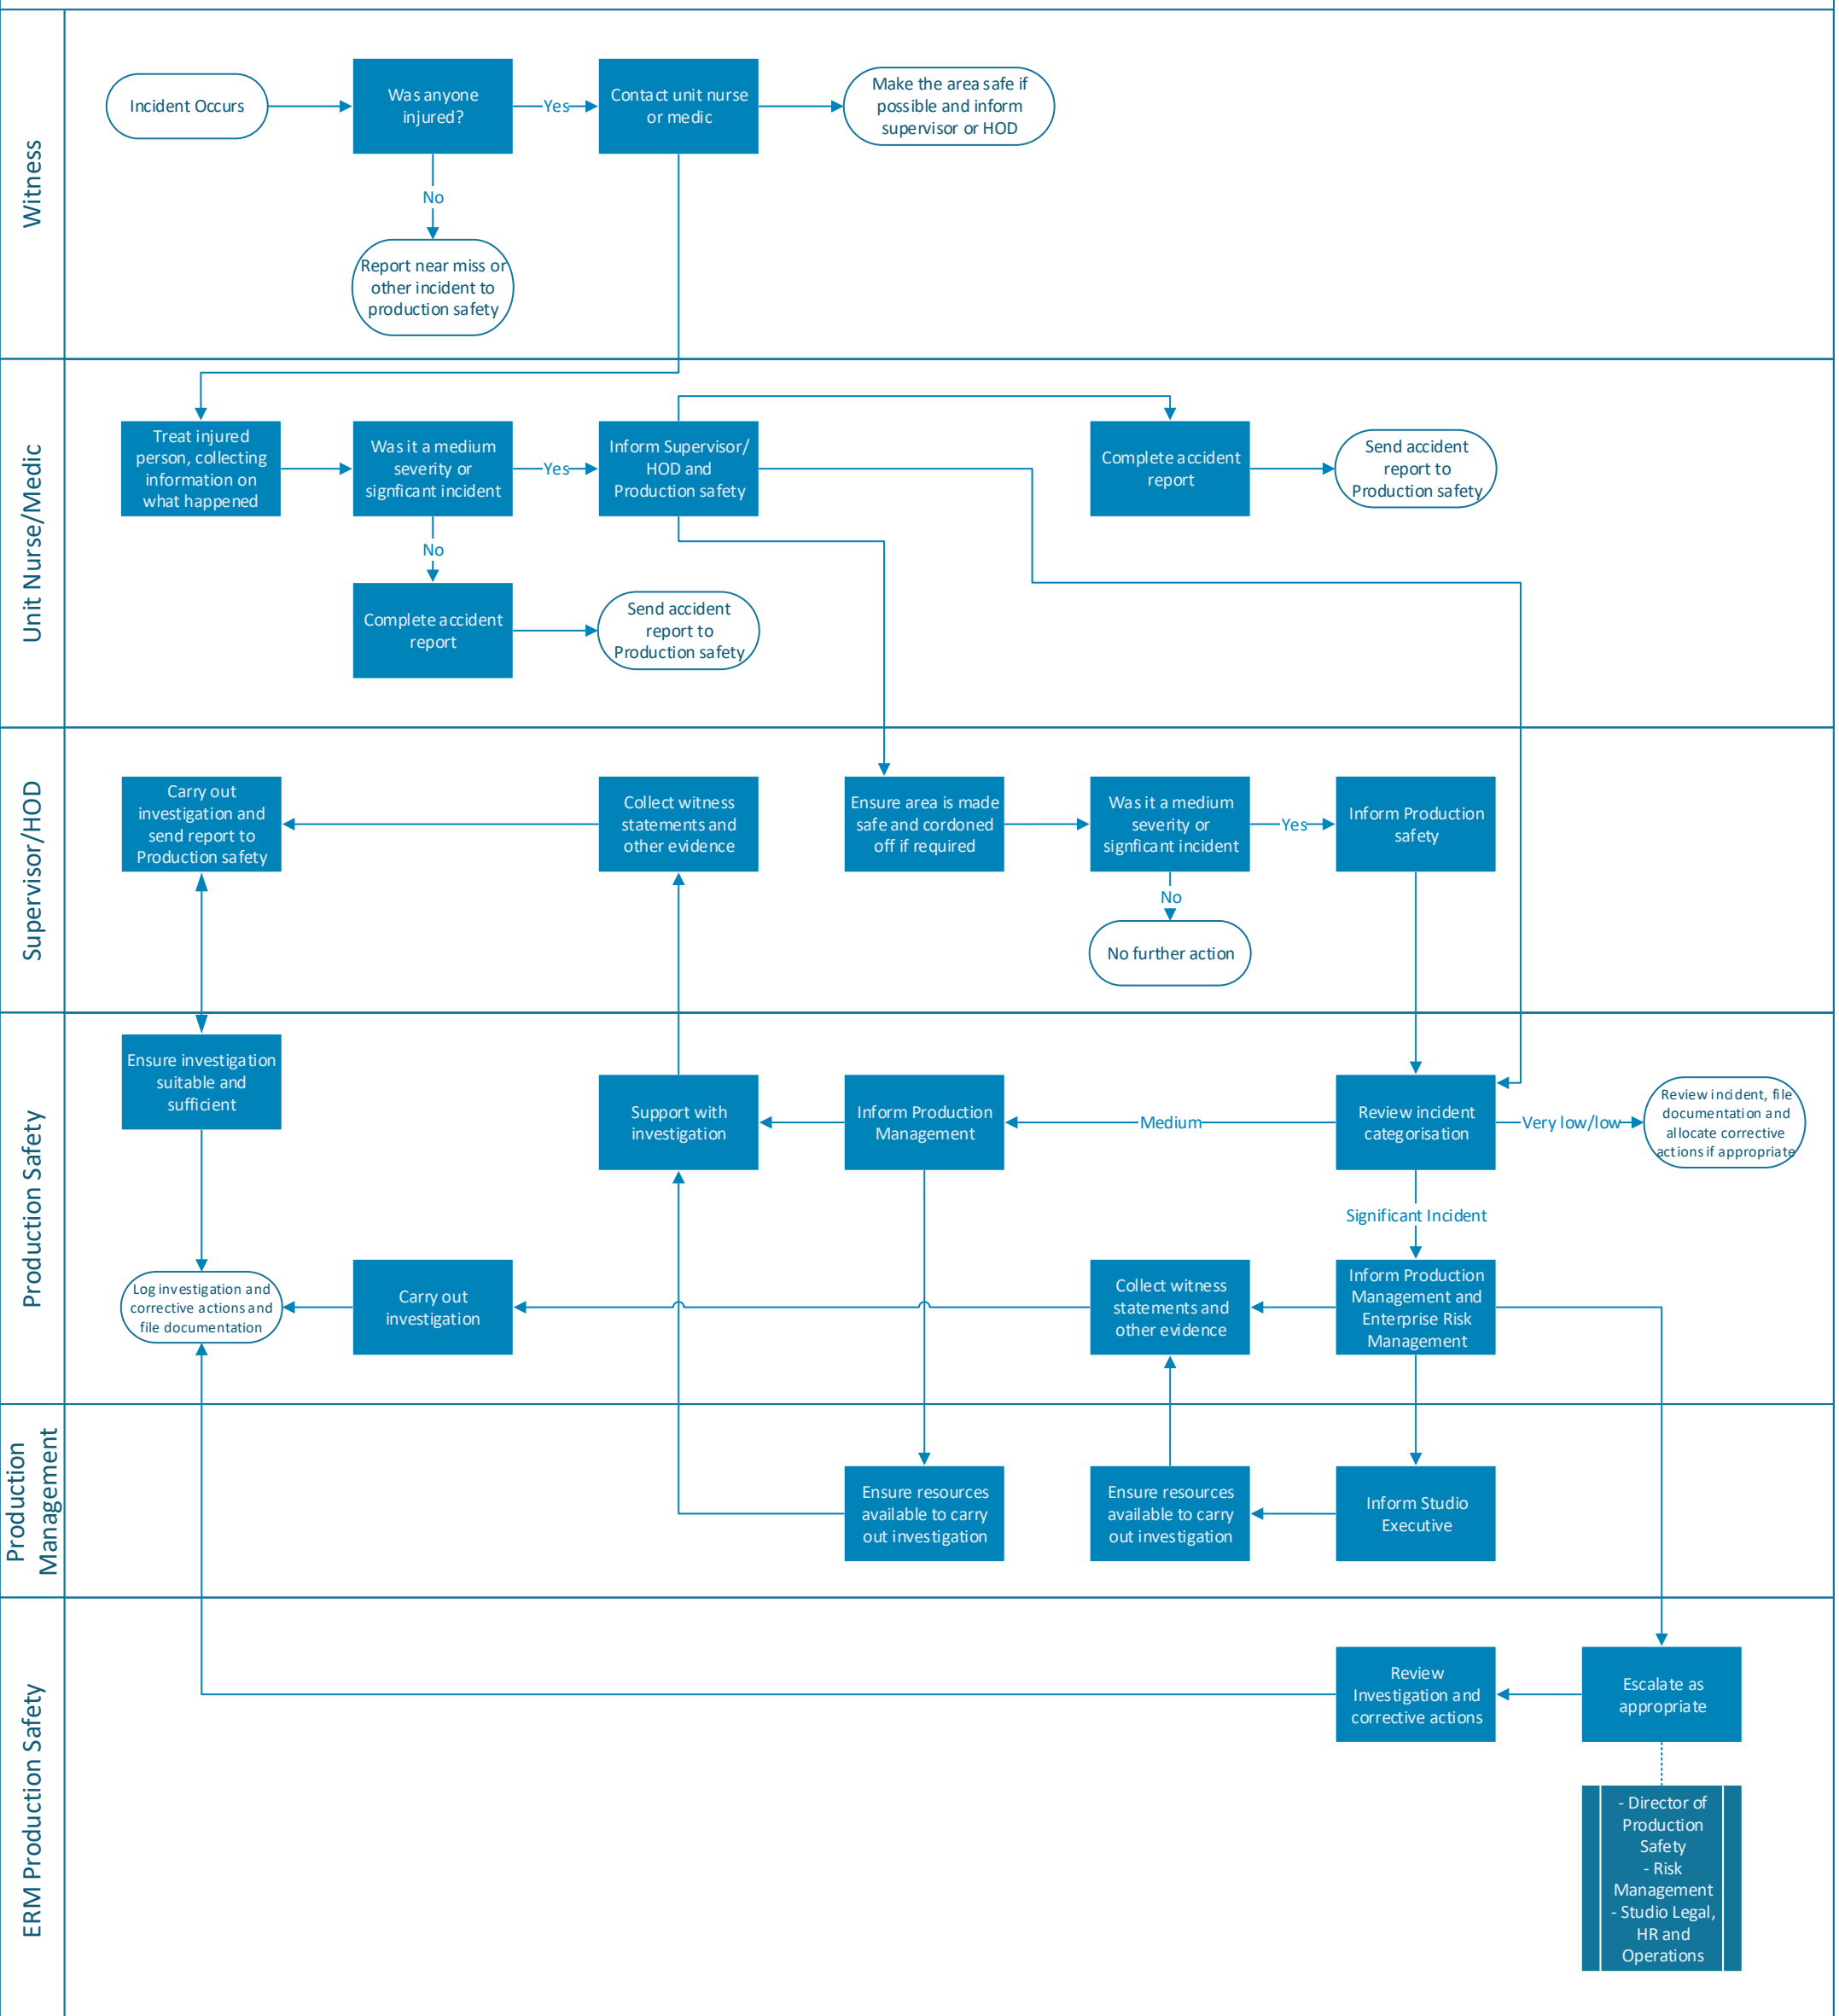 Witness
Incident Occurs
Was anyone
injured?
Yes
Contact unit nurse
or medic
Make the area safe if
possible and inform
supervisor or HOD
No
Report near miss or
other incident to
production safety
Unit Nurse/Medic
Treat injured
person, collecting
information on
what happened
Was it a medium
severity or
signficant incident
Yes
Inform Supervisor/
HOD and
Production safety
Complete accident
report
Send accident
report to
Production safety
No
Complete accident
report
Send accident
report to
Production safety
Supervisor/HOD
Carry out
investigation and
send report to
Production safety
Collect witness
statements and
other evidence
Ensure area is made
safe and cordoned
off if required
Was it a medium
severity or
signficant incident
Yes
Inform Production
safety
No
No further action
Production Safety
Ensure investigation
suitable and
sufficient
Support with
investigation
Inform Production
Management
Medium
Review incident
categorisation
Very low/low
Review incident, file
documentation and
allocate corrective
actions if appropriate
Significant Incident
Log investigation and
corrective actions and
file documentation
Carry out
investigation
Collect witness
statements and
other evidence
Inform Production
Management and
Enterprise Risk
Management
Production
Management
Ensure resources
available to carry
out investigation
Ensure resources
available to carry
out investigation
Inform Studio
Executive
ERM Production Safety
Review
Investigation and
corrective actions
Escalate as
appropriate
- Director of
Production
Safety
- Risk
Management
- Studio Legal,
HR and
Operations